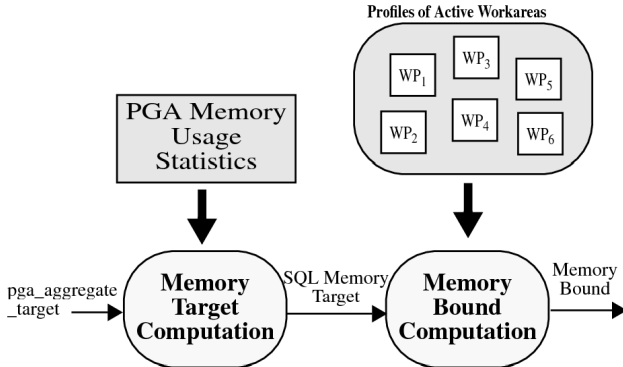 Profiles of Active Workareas
WP1
WP3
WP5
WP2
WP4
WP6
PGA Memory
Usage
Statistics
pga_aggregate
_target
Memory
Target
Computation
SQL Memory
Target
Memory
Bound
Computation
Memory
Bound